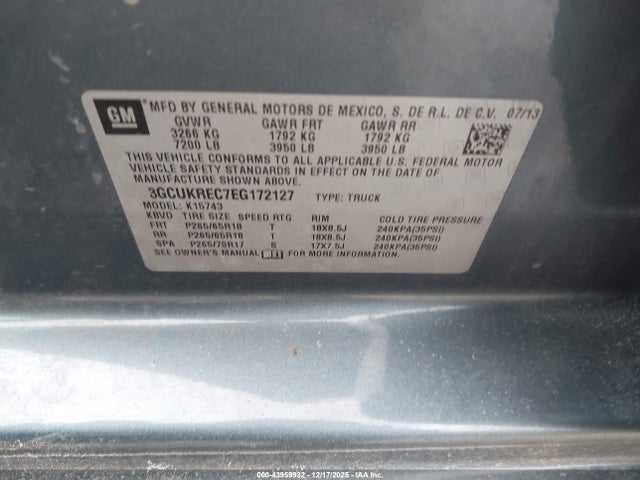 GM
MFD BY GENERAL MOTORS DE MEXICO, S. DE R.L. DE C.V. 07/13
GVWR GAWR FRT GAWR RR
3266 KG 1792 KG 1792 KG
7200 LB 3950 LB 3950 LB
THIS VEHICLE CONFORMS TO ALL APPLICABLE U.S. FEDERAL MOTOR
VEHICLE SAFETY STANDARDS IN EFFECT ON THE DATE OF
MANUFACTURE SHOWN ABOVE.
3GCUKREC7EG172127 TYPE: TRUCK
MODEL: K15743
KBVD TIRE SIZE SPEED RTG RIM COLD TIRE PRESSURE
FRT P265/65R18 T 18X8.5J 240KPA(35PSI)
RR P265/65R18 T 18X8.5J 240KPA(35PSI)
SPA P265/70R17 S 17X7.5J 240KPA(35PSI)
SEE OWNER'S MANUAL FOR MORE INFORMATION.
000-43959932 - 12/17/2025 - Copyright © 2025 IAA, Inc.